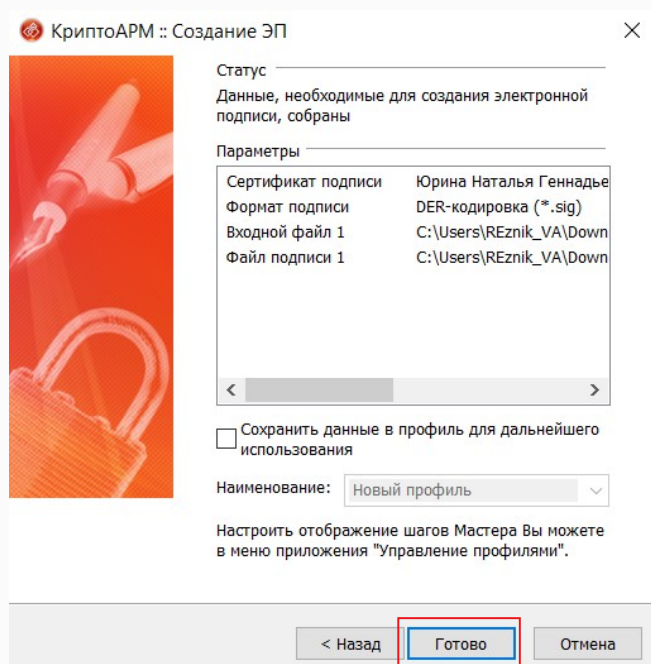 КриптоАРМ :: Создание ЭП
Статус
Данные, необходимые для создания электронной
подписи, собраны
Параметры
Сертификат подписи Юрина Наталья Геннадье
Формат подписи DER-кодировка (*.sig)
Входной файл 1 C:\Users\REznik_VA\Down
Файл подписи 1 C:\Users\REznik_VA\Down
Сохранить данные в профиль для дальнейшего
использования
Наименование: Новый профиль
Настроить отображение шагов Мастера Вы можете
в меню приложения "Управление профилями".
< Назад Готово Отмена